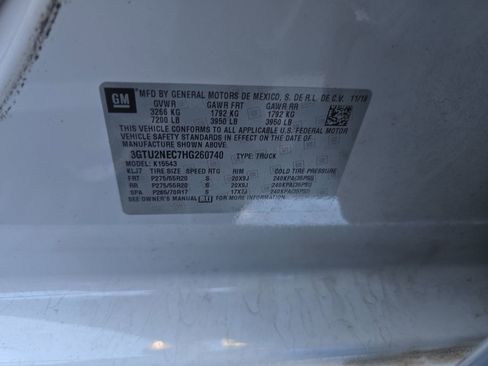 GM
MFD BY GENERAL MOTORS DE MEXICO, S. DE R.L. DE C.V. 11/16
GVWR GAWR FRT GAWR RR
3266 KG 1792 KG 1792 KG
7200 LB 3950 LB 3950 LB
THIS VEHICLE CONFORMS TO ALL APPLICABLE U.S. FEDERAL MOTOR
VEHICLE SAFETY STANDARDS IN EFFECT ON THE DATE OF
MANUFACTURE SHOWN ABOVE.
3GTU2NEC7HG260740 TYPE: TRUCK
MODEL: K15543
KLJ7 TIRE SIZE SPEED RTG RIM COLD TIRE PRESSURE
FRT P275/55R20 S 20X9J 240KPA(35PSI)
RR P275/55R20 S 20X9J 240KPA(35PSI)
SPA P265/70R17 S 17X7J 240KPA(35PSI)
SEE OWNER'S MANUAL FOR MORE INFORMATION.